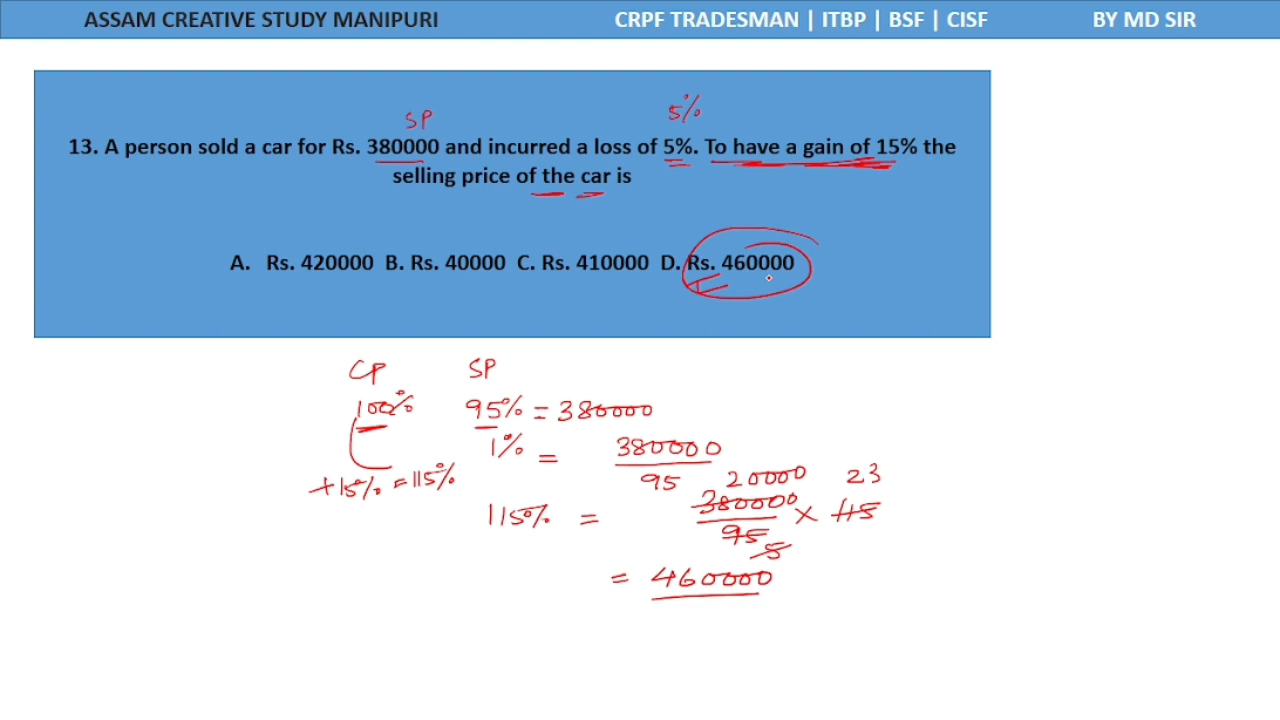 ASSAM CREATIVE STUDY MANIPURI CRPF TRADESMAN | ITBP | BSF | CISF BY MD SIR
SP 5%
13. A person sold a car for Rs. 380000 and incurred a loss of 5%. To have a gain of 15% the
selling price of the car is
A. Rs. 420000 B. Rs. 40000 C. Rs. 410000 D. Rs. 460000
CP SP
100% 95% = 380000
1% = 380000
95
+15% = 115%
20000 23
115% = 380000 × 115
95
5
= 460000